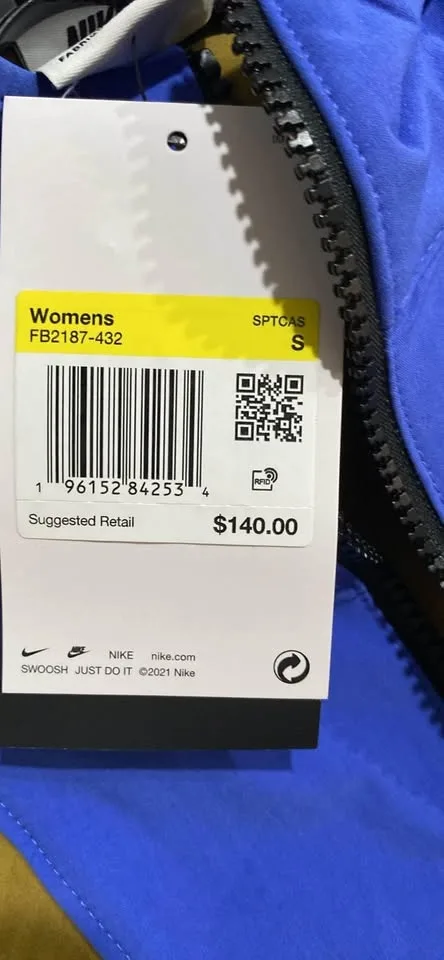 NIKE
Womens
SPTCAS
FB2187-432
S
1 96152 84253 4
RFID
Suggested Retail
$140.00
NIKE nike.com
SWOOSH JUST DO IT ©2021 Nike